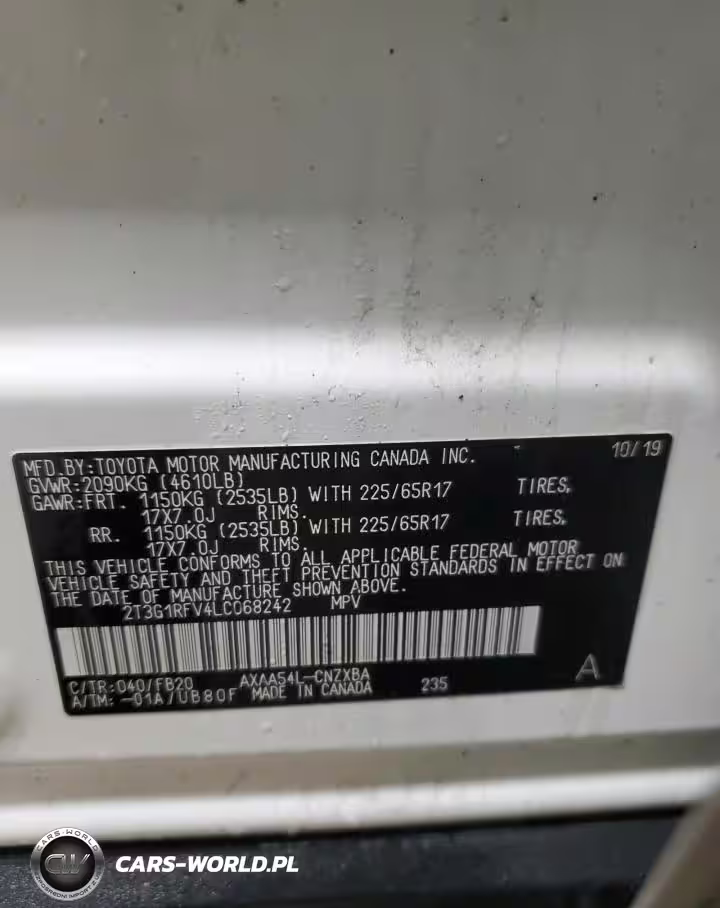 MFD.BY:TOYOTA MOTOR MANUFACTURING CANADA INC. 10/19
GVWR:2090KG (4610LB)
GAWR:FRT. 1150KG (2535LB) WITH 225/65R17 TIRES,
17X7.0J RIMS.
RR. 1150KG (2535LB) WITH 225/65R17 TIRES,
17X7.0J RIMS.
THIS VEHICLE CONFORMS TO ALL APPLICABLE FEDERAL MOTOR
VEHICLE SAFETY AND THEFT PREVENTION STANDARDS IN EFFECT ON
THE DATE OF MANUFACTURE SHOWN ABOVE.
2T3G1RFV4LC068242 MPV
C/TR:040/FB20 AXAA54L-CNZXBA 235 A
A/TM:-01A/UB80F MADE IN CANADA
CARS-WORLD
CW
CARS-WORLD.PL